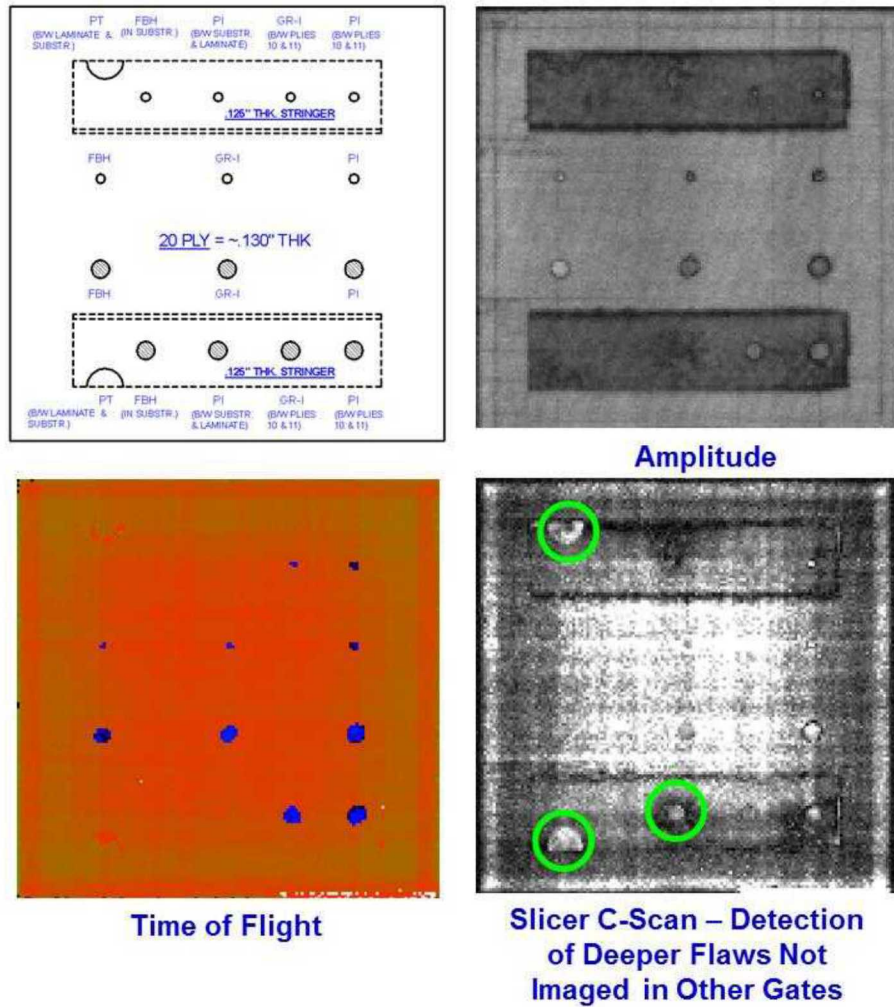 PT FBH PI GR-I PI
(B/W LAMINATE & SUBSTR.) (IN SUBSTR.) (B/W SUBSTR. & LAMINATE) (B/W PLIES 10 & 11) (B/W PLIES 10 & 11)
.125" THK. STRINGER
FBH GR-I PI
20 PLY = ~.130" THK
FBH GR-I PI
.125" THK. STRINGER
PT FBH PI GR-I PI
(B/W LAMINATE & SUBSTR.) (IN SUBSTR.) (B/W SUBSTR. & LAMINATE) (B/W PLIES 10 & 11) (B/W PLIES 10 & 11)
Amplitude
Time of Flight
Slicer C-Scan – Detection
of Deeper Flaws Not
Imaged in Other Gates